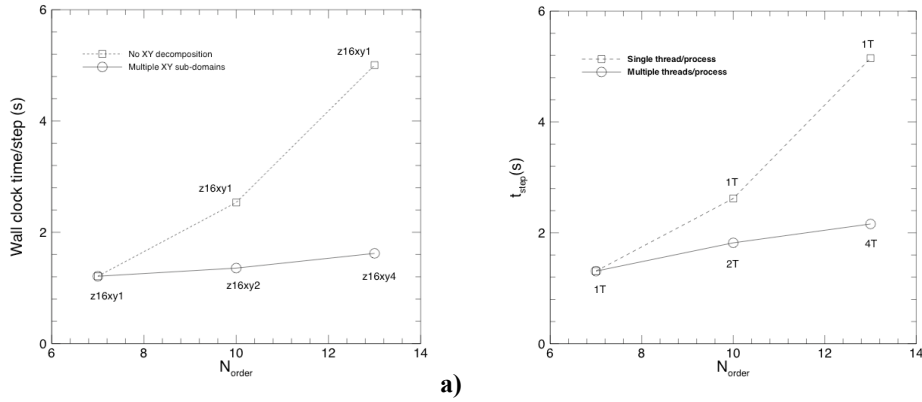 6
4
2
0
Wall clock time/step (s)
No XY decomposition
Multiple XY sub-domains
z16xy1
z16xy1
z16xy1
z16xy2
z16xy4
6
8
10
12
14
N_order
a)
6
4
2
0
t_step(s)
Single thread/process
Multiple threads/process
1T
1T
1T
2T
4T
6
8
10
12
14
N_order